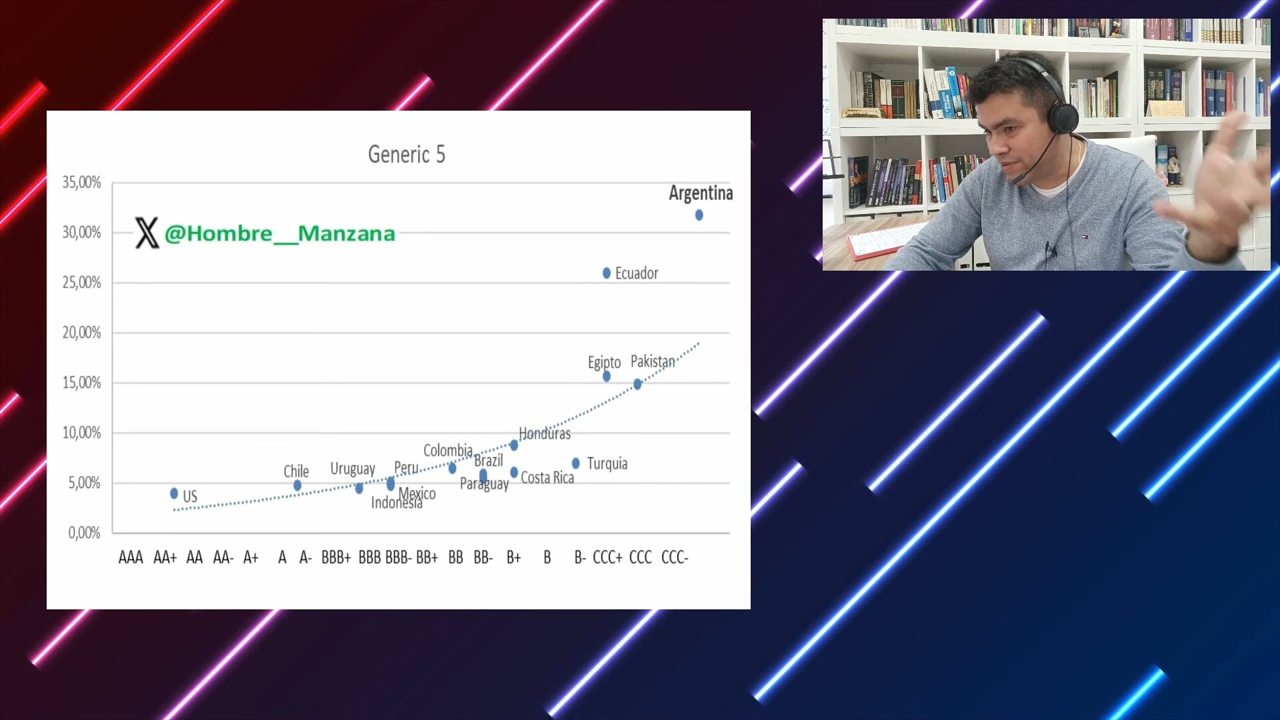 Generic 5
35,00%
Argentina
𝕏 @Hombre__Manzana
30,00%
Ecuador
25,00%
20,00%
Egipto Pakistan
15,00%
10,00%
Honduras
Colombia
Brazil
Turquia
Chile Uruguay Peru
Costa Rica
Paraguay
5,00%
US
Mexico
Indonesia
0,00%
AAA AA+ AA AA- A+ A A- BBB+ BBB BBB- BB+ BB BB- B+ B B- CCC+ CCC CCC-